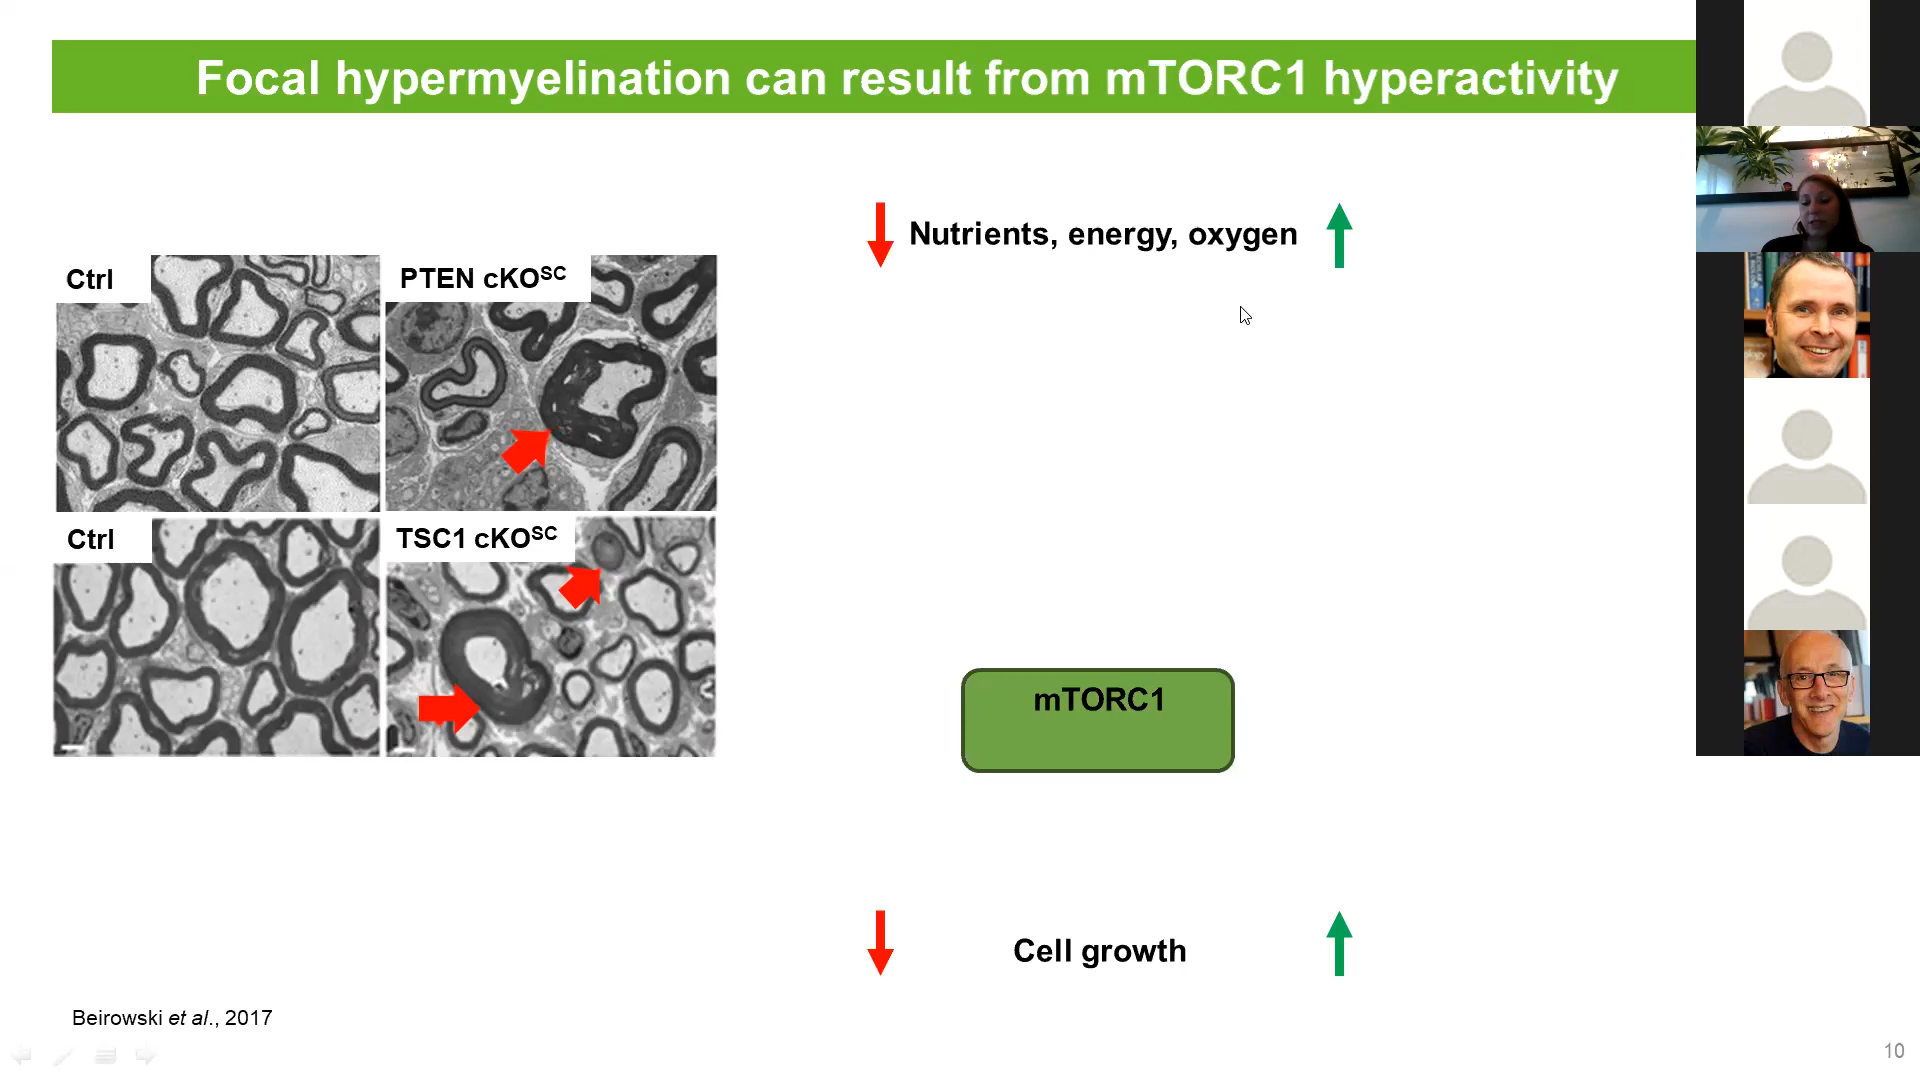 Focal hypermyelination can result from mTORC1 hyperactivity
Nutrients, energy, oxygen
Ctrl
PTEN cKOSC
Ctrl
TSC1 cKOSC
mTORC1
Cell growth
Beirowski et al., 2017
10